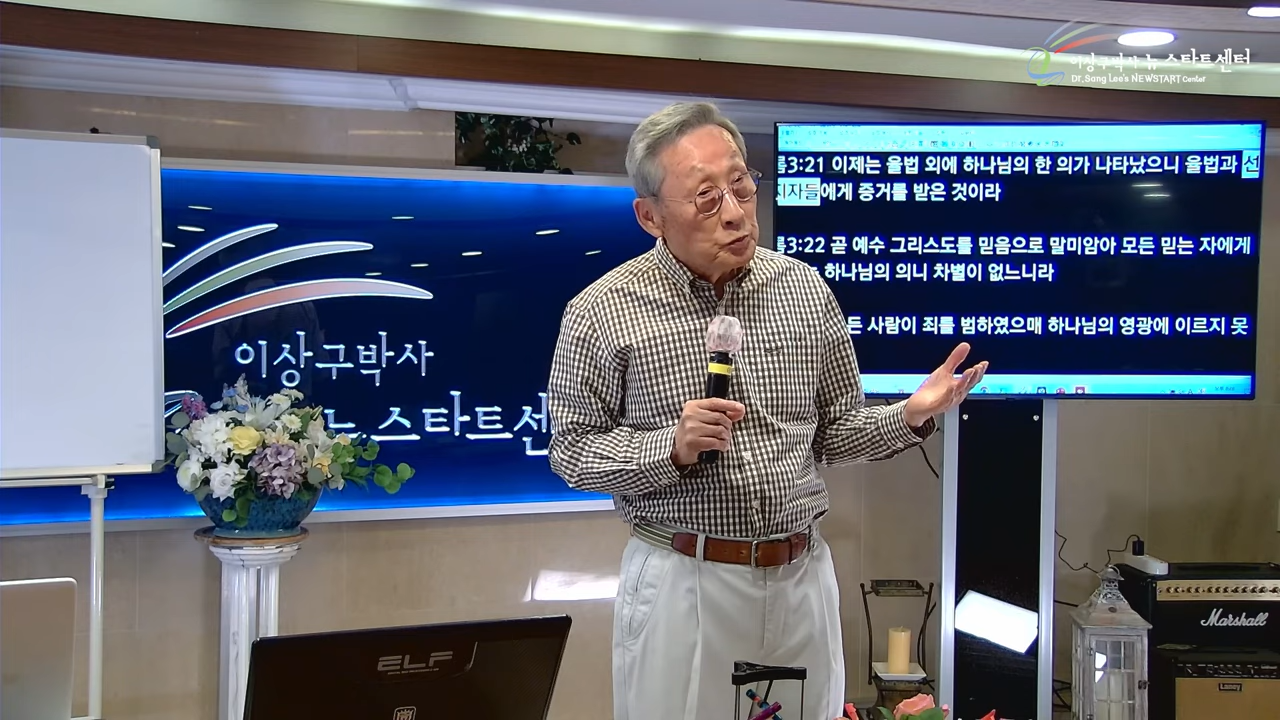 이상구박사 뉴 스타트센터
Dr. Sang Lee's NEWSTART Center
롬3:21 이제는 율법 외에 하나님의 한 의가 나타났으니 율법과 선
지자들에게 증거를 받은 것이라
롬3:22 곧 예수 그리스도를 믿음으로 말미암아 모든 믿는 자에게
하나님의 의니 차별이 없느니라
든 사람이 죄를 범하였으매 하나님의 영광에 이르지 못
이상구박사
뉴 스타트센
ELF
Marshall
Laney